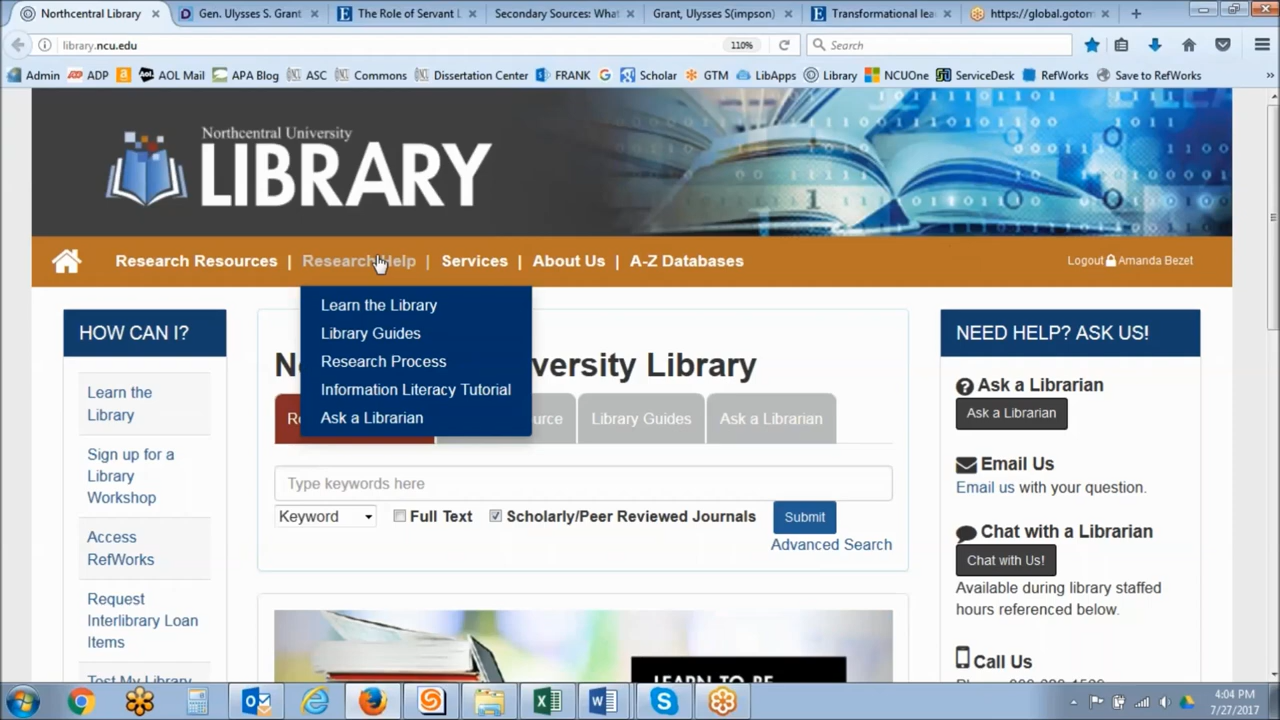 Northcentral Library
Gen. Ulysses S. Grant
The Role of Servant L
Secondary Sources: Wha
Grant, Ulysses S(impson)
Transformational lea
https://global.gotom
library.ncu.edu
110%
Search
Admin
ADP
AOL Mail
APA Blog
ASC
Commons
Dissertation Center
FRANK
Scholar
GTM
LibApps
Library
NCUOne
ServiceDesk
RefWorks
Save to RefWorks
Northcentral University
LIBRARY
Research Resources | Research Help | Services | About Us | A-Z Databases
Logout Amanda Bezet
Learn the Library
Library Guides
Research Process
Information Literacy Tutorial
Ask a Librarian
HOW CAN I?
Learn the
Library
Sign up for a
Library
Workshop
Access
RefWorks
Request
Interlibrary Loan
Items
Test My Library
versity Library
Library Guides
Ask a Librarian
Type keywords here
Keyword
Full Text
Scholarly/Peer Reviewed Journals
Submit
Advanced Search
LEARN TO BE
NEED HELP? ASK US!
Ask a Librarian
Ask a Librarian
Email Us
Email us with your question.
Chat with a Librarian
Chat with Us!
Available during library staffed
hours referenced below.
Call Us
4:04 PM
7/27/2017